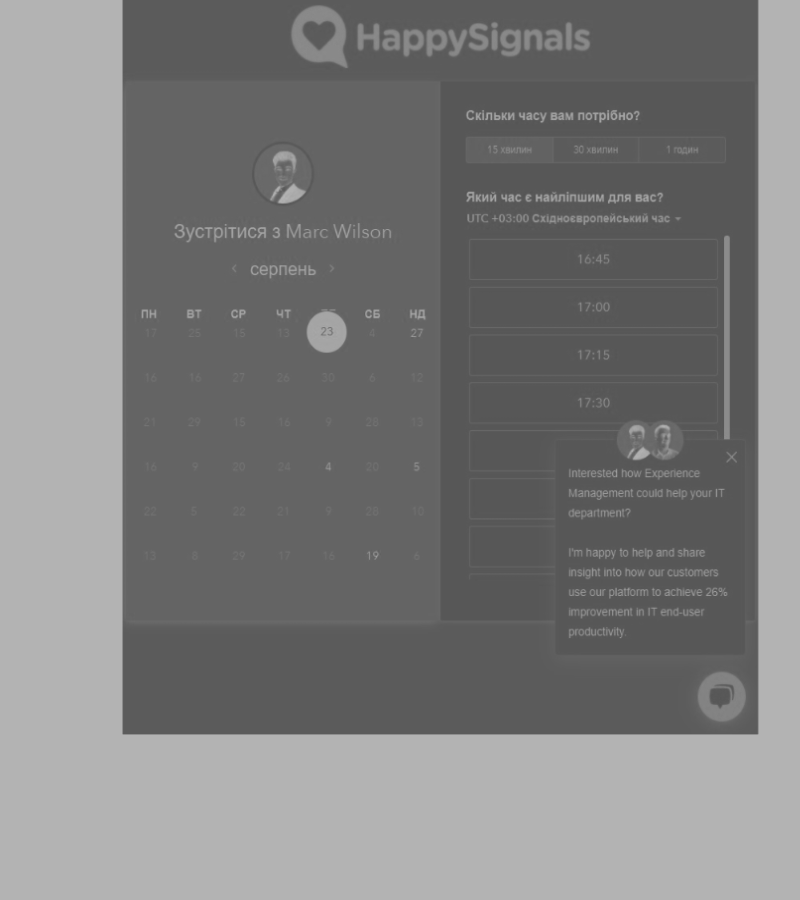 HappySignals
Зустрітися з Marc Wilson
серпень
ПН ВТ СР ЧТ СБ НД
17 28 15 13 23 4 27
16 16 27 26 30 6 12
21 29 15 16 9 28 13
16 9 20 24 4 20 5
22 5 22 21 9 28 10
13 8 29 17 16 19 6
Скільки часу вам потрібно?
15 хвилин 30 хвилин 1 годин
Який час є найліпшим для вас?
UTC +03:00 Східноєвропейський час
16:45
17:00
17:15
17:30
Interested how Experience
Management could help your IT
department?
I'm happy to help and share
insight into how our customers
use our platform to achieve 26%
improvement in IT end-user
productivity.